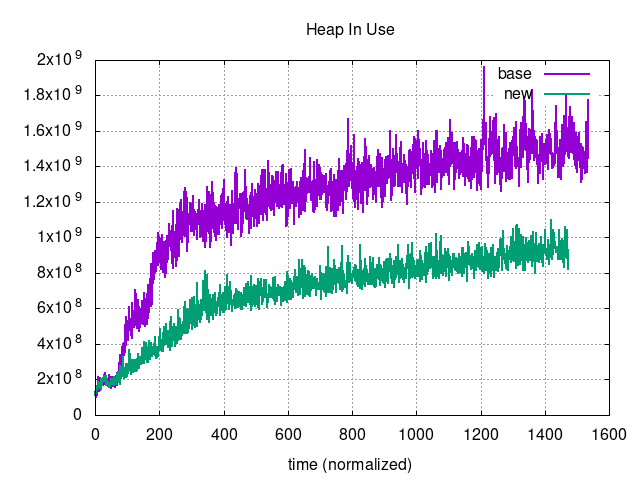 Heap In Use
2x10^9
1.8x10^9
1.6x10^9
1.4x10^9
1.2x10^9
1x10^9
8x10^8
6x10^8
4x10^8
2x10^8
0
base
new
0 200 400 600 800 1000 1200 1400 1600
time (normalized)